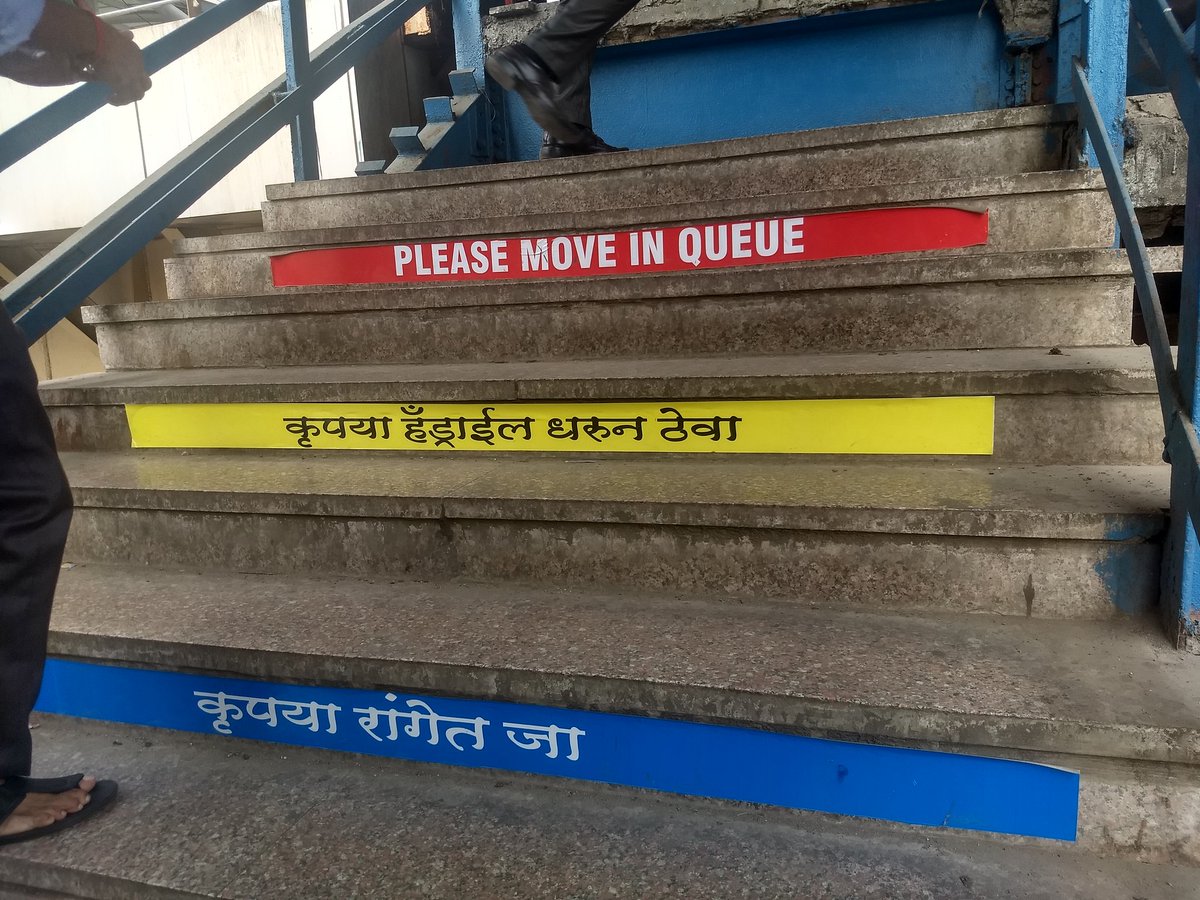 PLEASE MOVE IN QUEUE
कृपया हँड्राईल धरुन ठेवा
कृपया रांगेत जा